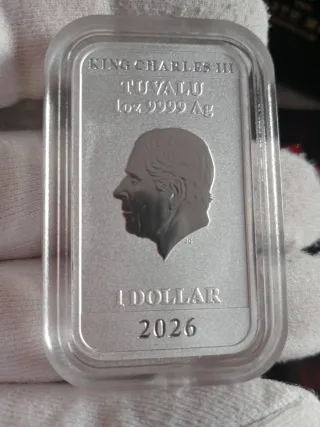 KING CHARLES III
TUVALU
1oz 9999 Ag
1 DOLLAR
2026